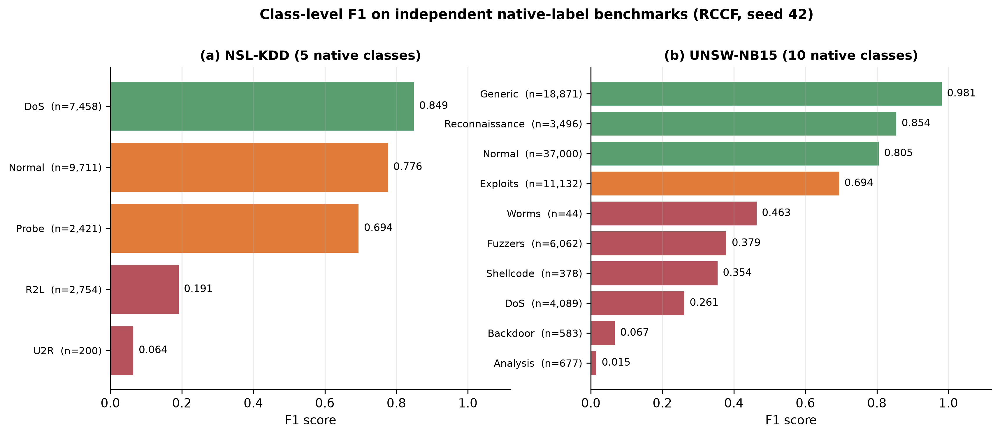 Class-level F1 on independent native-label benchmarks (RCCF, seed 42)
(a) NSL-KDD (5 native classes)
DoS (n=7,458)
0.849
Normal (n=9,711)
0.776
Probe (n=2,421)
0.694
R2L (n=2,754)
0.191
U2R (n=200)
0.064
0.0 0.2 0.4 0.6 0.8 1.0
F1 score
(b) UNSW-NB15 (10 native classes)
Generic (n=18,871)
0.981
Reconnaissance (n=3,496)
0.854
Normal (n=37,000)
0.805
Exploits (n=11,132)
0.694
Worms (n=44)
0.463
Fuzzers (n=6,062)
0.379
Shellcode (n=378)
0.354
DoS (n=4,089)
0.261
Backdoor (n=583)
0.067
Analysis (n=677)
0.015
0.0 0.2 0.4 0.6 0.8 1.0
F1 score